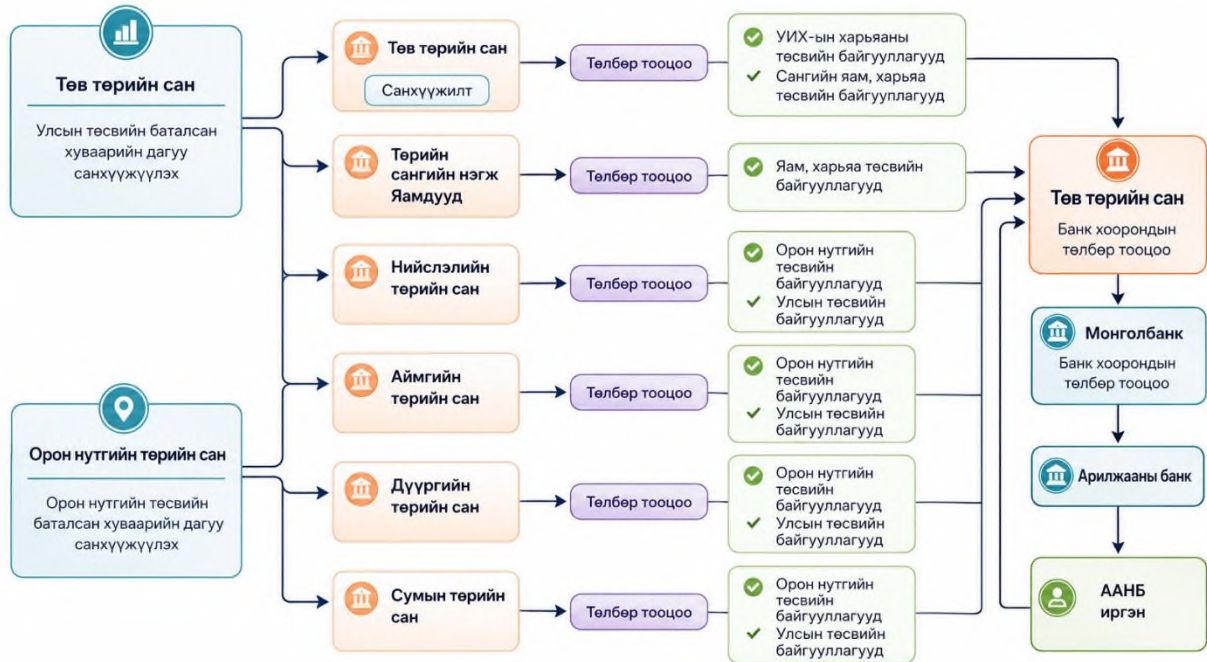 Төв төрийн сан
Улсын төсвийн баталсан
хуваарийн дагуу
санхүүжүүлэх
Орон нутгийн төрийн сан
Орон нутгийн төсвийн
баталсан хуваарийн дагуу
санхүүжүүлэх
Төв төрийн сан
Санхүүжилт
Төлбөр тооцоо
УИХ-ын харьяаны
төсвийн байгууллагууд
Сангийн яам, харьяа
төсвийн байгууплагууд
Төрийн
сангийн нэгж
Яамдууд
Төлбөр тооцоо
Яам, харьяа төсвийн
байгууллагууд
Нийслэлийн
төрийн сан
Төлбөр тооцоо
Орон нутгийн
төсвийн
байгууллагууд
Улсын төсвийн
байгууллагууд
Аймгийн
төрийн сан
Төлбөр тооцоо
Орон нутгийн
төсвийн
байгууллагууд
Улсын төсвийн
байгууллагууд
Дүүргийн
төрийн сан
Төлбөр тооцоо
Орон нутгийн
төсвийн
байгууллагууд
Улсын төсвийн
байгууллагууд
Сумын төрийн
сан
Төлбөр тооцоо
Орон нутгийн
төсвийн
байгууллагууд
Улсын төсвийн
байгууллагууд
Төв төрийн сан
Банк хоорондын
төлбөр тооцоо
Монголбанк
Банк хоорондын
төлбөр тооцоо
Арилжааны банк
ААНБ
иргэн